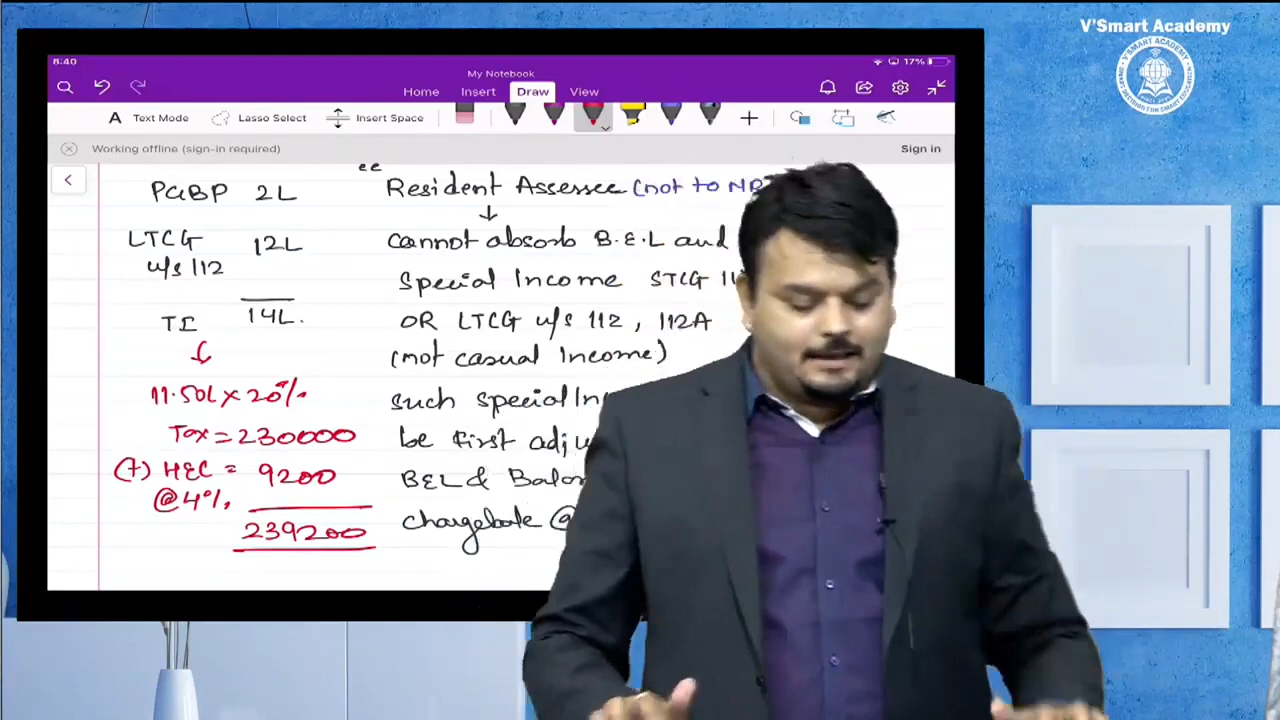 V'Smart Academy
8.40
17%
My Notebook
Home Insert Draw View
A Text Mode Lasso Select Insert Space
Working offline (sign-in required) Sign in
PGBP 2L
LTCG 12L
u/s 112
TI 14L.
11.50L x 20%
Tax = 230000
(+) HEC = 9200
@4%
239200
Resident Assessee (not to NR
cannot absorb B.E.L and
Special Income STCG
OR LTCG u/s 112, 112A
(not casual Income)
such special In
be first adju
BEL & Balan
chargebale @